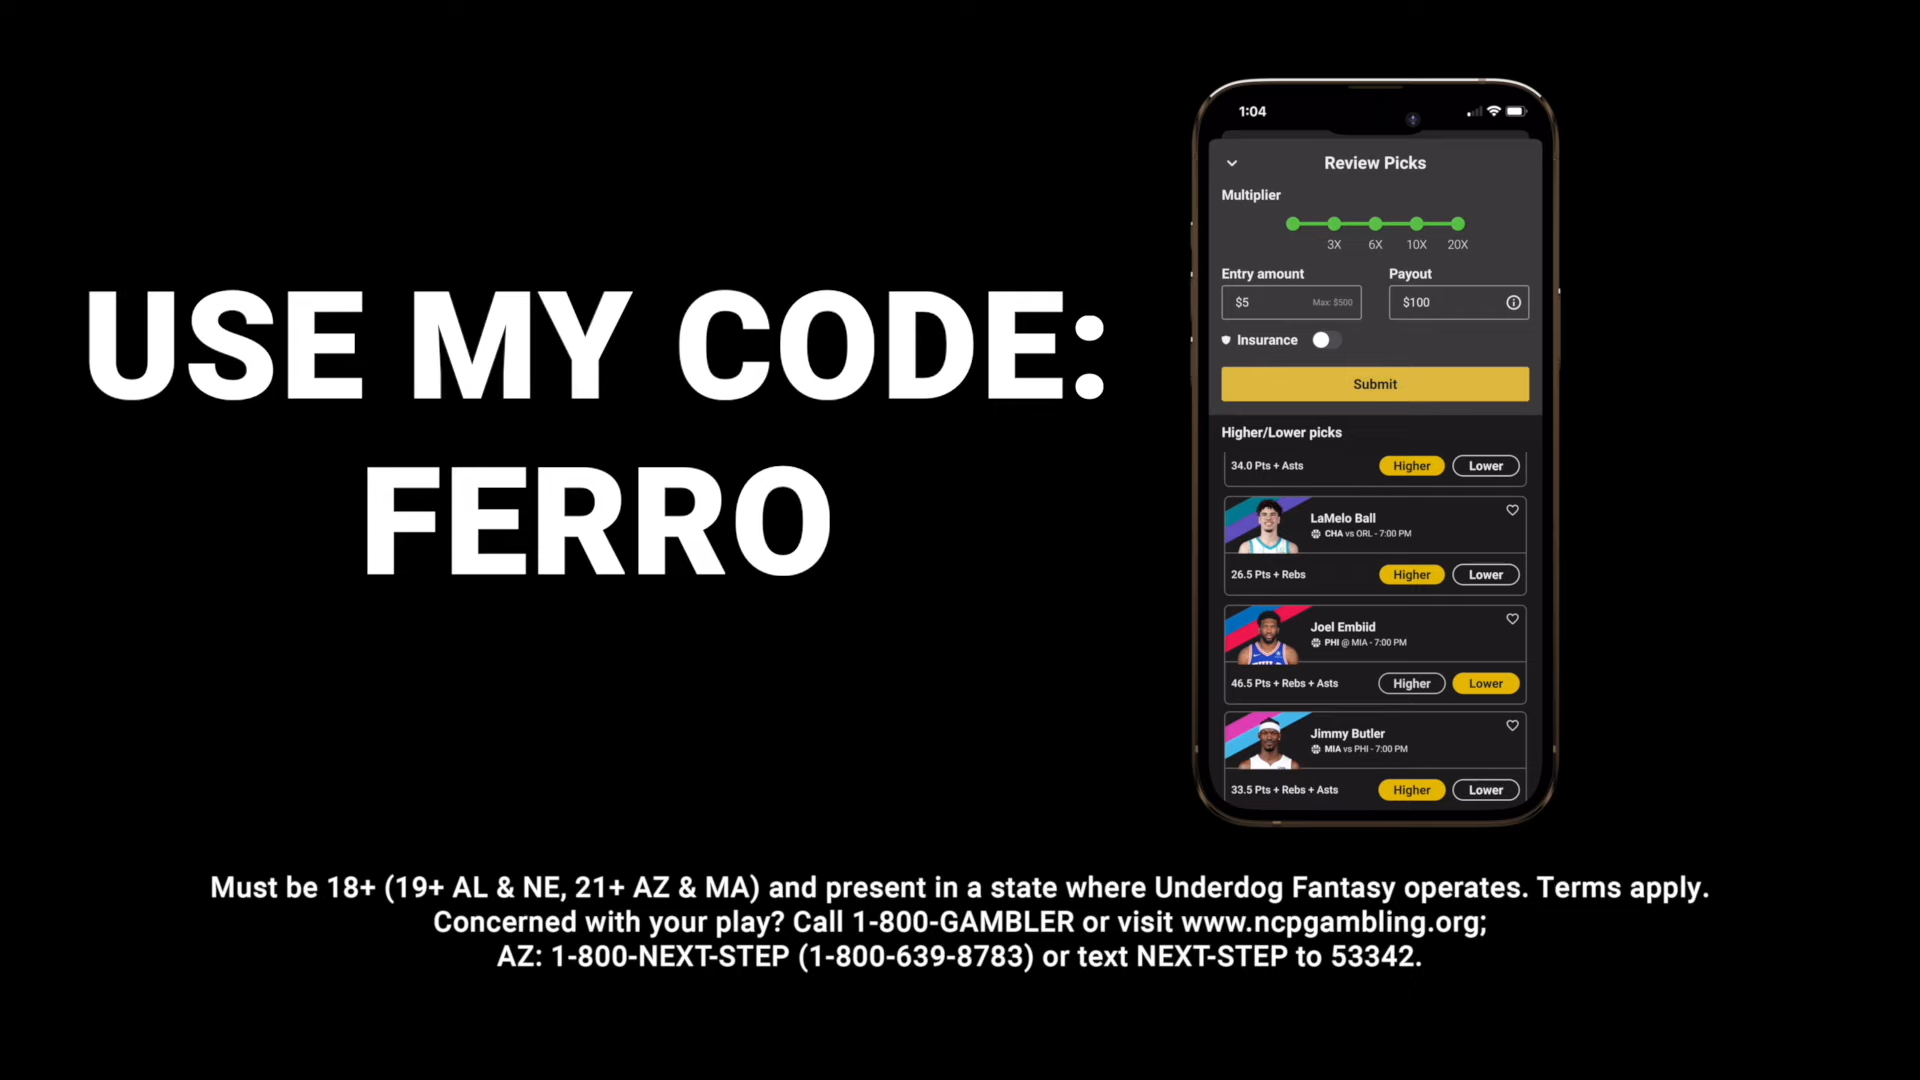 USE MY CODE:
FERRO
1:04
Review Picks
Multiplier
3X 6X 10X 20X
Entry amount Payout
$5 Max: $500 $100
Insurance
Submit
Higher/Lower picks
34.0 Pts + Asts Higher Lower
LaMelo Ball
CHA vs ORL - 7:00 PM
26.5 Pts + Rebs Higher Lower
Joel Embiid
PHI @ MIA - 7:00 PM
46.5 Pts + Rebs + Asts Higher Lower
Jimmy Butler
MIA vs PHI - 7:00 PM
33.5 Pts + Rebs + Asts Higher Lower
Must be 18+ (19+ AL & NE, 21+ AZ & MA) and present in a state where Underdog Fantasy operates. Terms apply.
Concerned with your play? Call 1-800-GAMBLER or visit www.ncpgambling.org;
AZ: 1-800-NEXT-STEP (1-800-639-8783) or text NEXT-STEP to 53342.